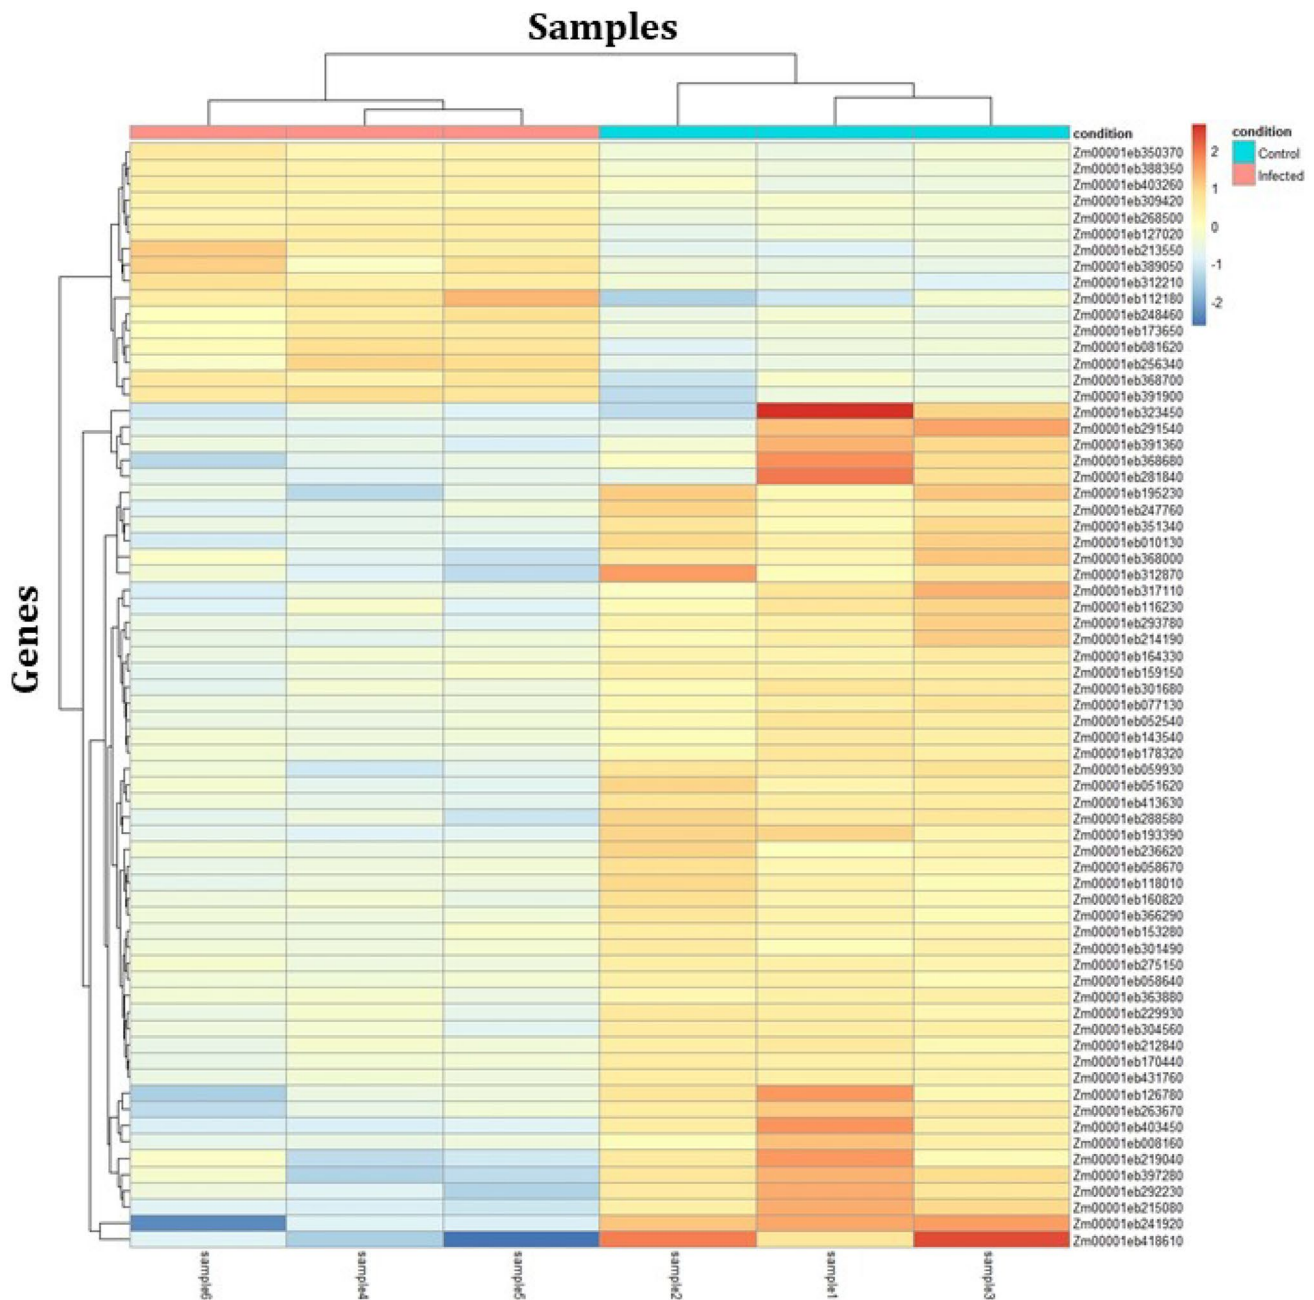 Samples
condition
condition
2
1
0
-1
-2
Control
Infected
Genes
Zm00001eb350370
Zm00001eb388350
Zm00001eb403260
Zm00001eb309420
Zm00001eb268500
Zm00001eb127020
Zm00001eb213550
Zm00001eb389050
Zm00001eb312210
Zm00001eb112180
Zm00001eb248460
Zm00001eb173650
Zm00001eb081620
Zm00001eb256340
Zm00001eb368700
Zm00001eb391900
Zm00001eb323450
Zm00001eb291540
Zm00001eb391360
Zm00001eb368680
Zm00001eb281840
Zm00001eb195230
Zm00001eb247760
Zm00001eb351340
Zm00001eb010130
Zm00001eb368000
Zm00001eb312870
Zm00001eb317110
Zm00001eb116230
Zm00001eb293780
Zm00001eb214190
Zm00001eb164330
Zm00001eb159150
Zm00001eb301680
Zm00001eb077130
Zm00001eb052540
Zm00001eb143540
Zm00001eb178320
Zm00001eb059930
Zm00001eb051620
Zm00001eb413630
Zm00001eb288580
Zm00001eb193390
Zm00001eb236620
Zm00001eb058670
Zm00001eb118010
Zm00001eb160820
Zm00001eb366290
Zm00001eb153280
Zm00001eb301490
Zm00001eb275150
Zm00001eb058640
Zm00001eb363880
Zm00001eb229930
Zm00001eb304560
Zm00001eb212840
Zm00001eb170440
Zm00001eb431760
Zm00001eb126780
Zm00001eb263670
Zm00001eb403450
Zm00001eb008160
Zm00001eb219040
Zm00001eb397280
Zm00001eb292230
Zm00001eb215080
Zm00001eb241920
Zm00001eb418610
sample6
sample4
sample5
sample2
sample1
sample3